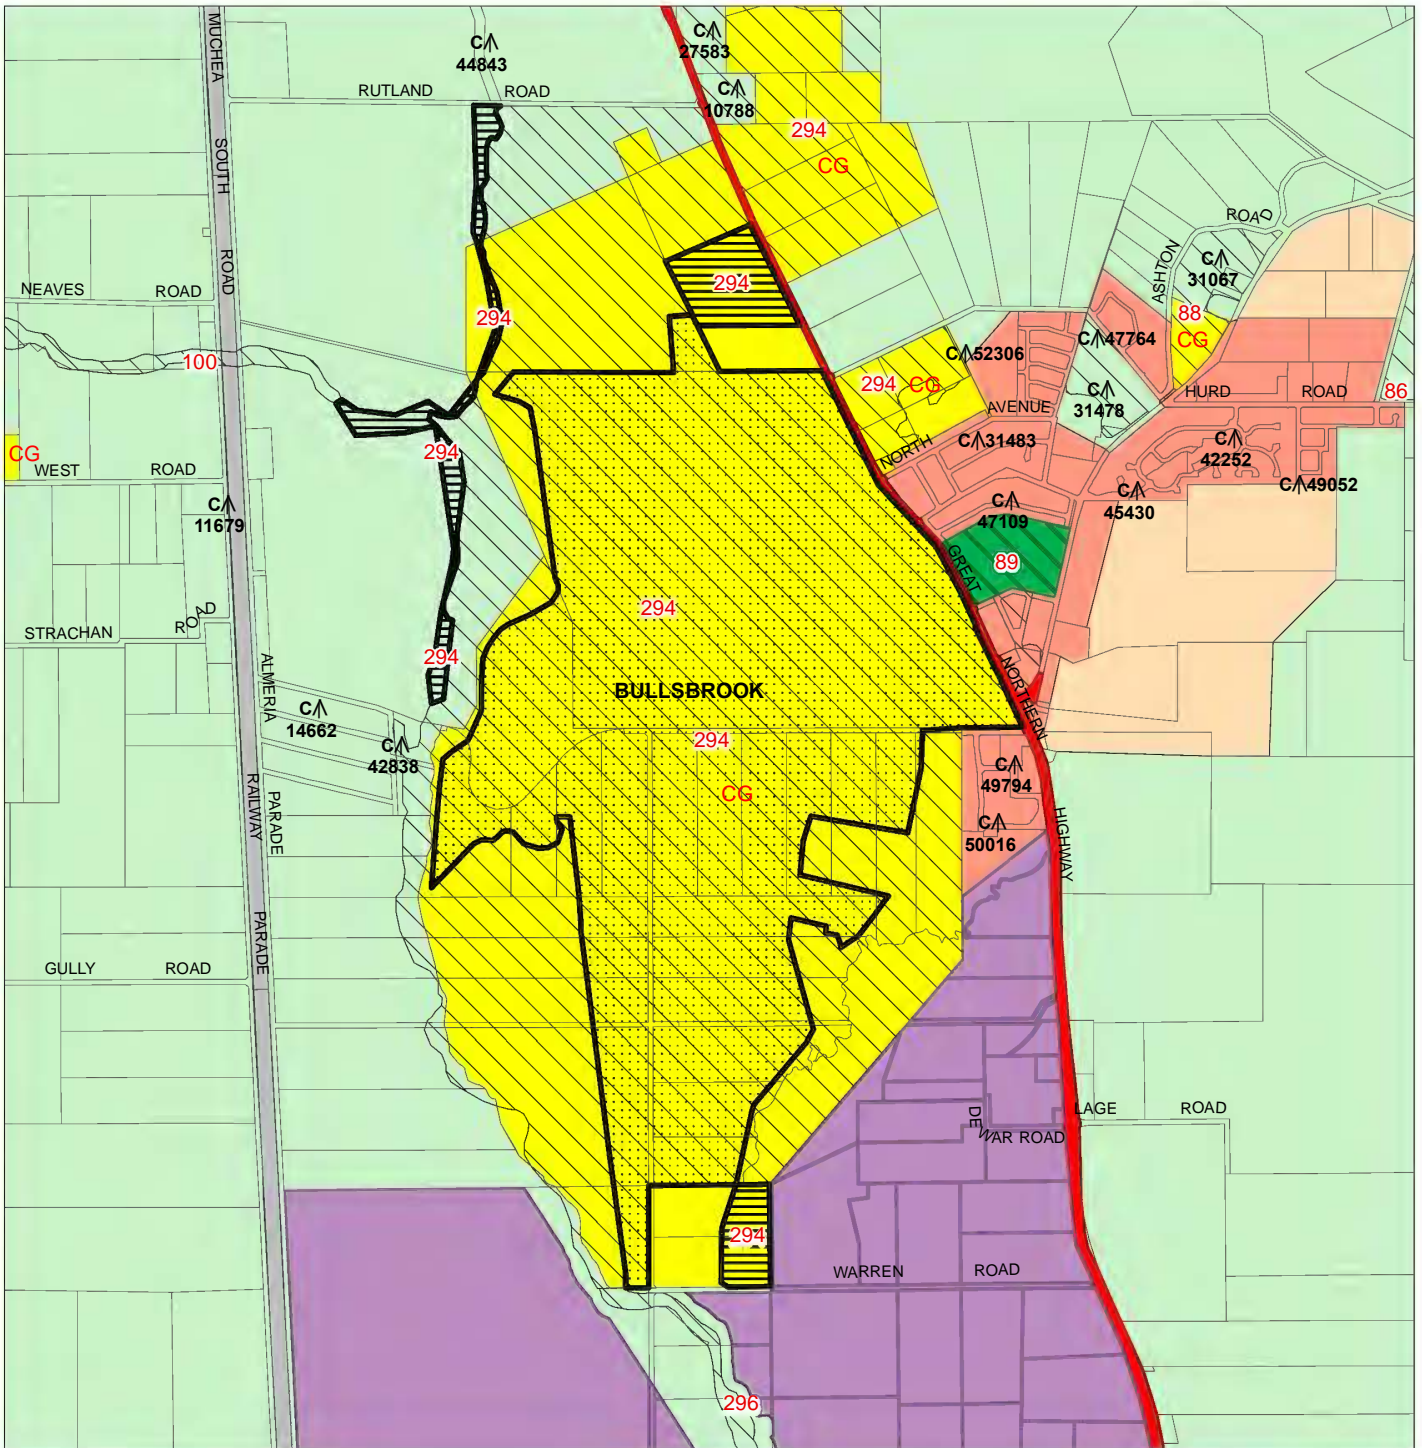 MUCHEA
SOUTH
ROAD
C
44843
C
27583
C
10788
RUTLAND ROAD
294
CG
ROAD
ASHTON
C
31067
NEAVES ROAD
294
294
88
CG
100
C 52306
C 47764
294 CG
C
31478
HURD ROAD
86
AVENUE
NORTH
C 31483
C
42252
CG
WEST ROAD
294
C
11679
C
47109
C
45430
C 49052
GREAT
89
STRACHAN ROAD
294
294
BULLSBROOK
NORTHERN
ALMERIA
C
14662
C
42838
294
CG
C
49794
RAILWAY
PARADE
C
50016
HIGHWAY
PARADE
GULLY ROAD
LAGE ROAD
DEWAR ROAD
294
WARREN ROAD
296